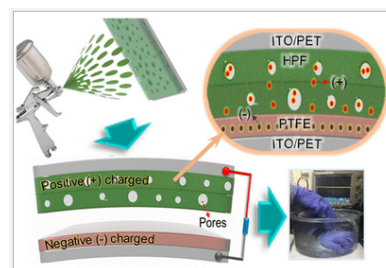 ITO/PET
HPF
(+)
(-)
PTFE
ITO/PET
Positive (+) charged
Pores
Negative (-) charged